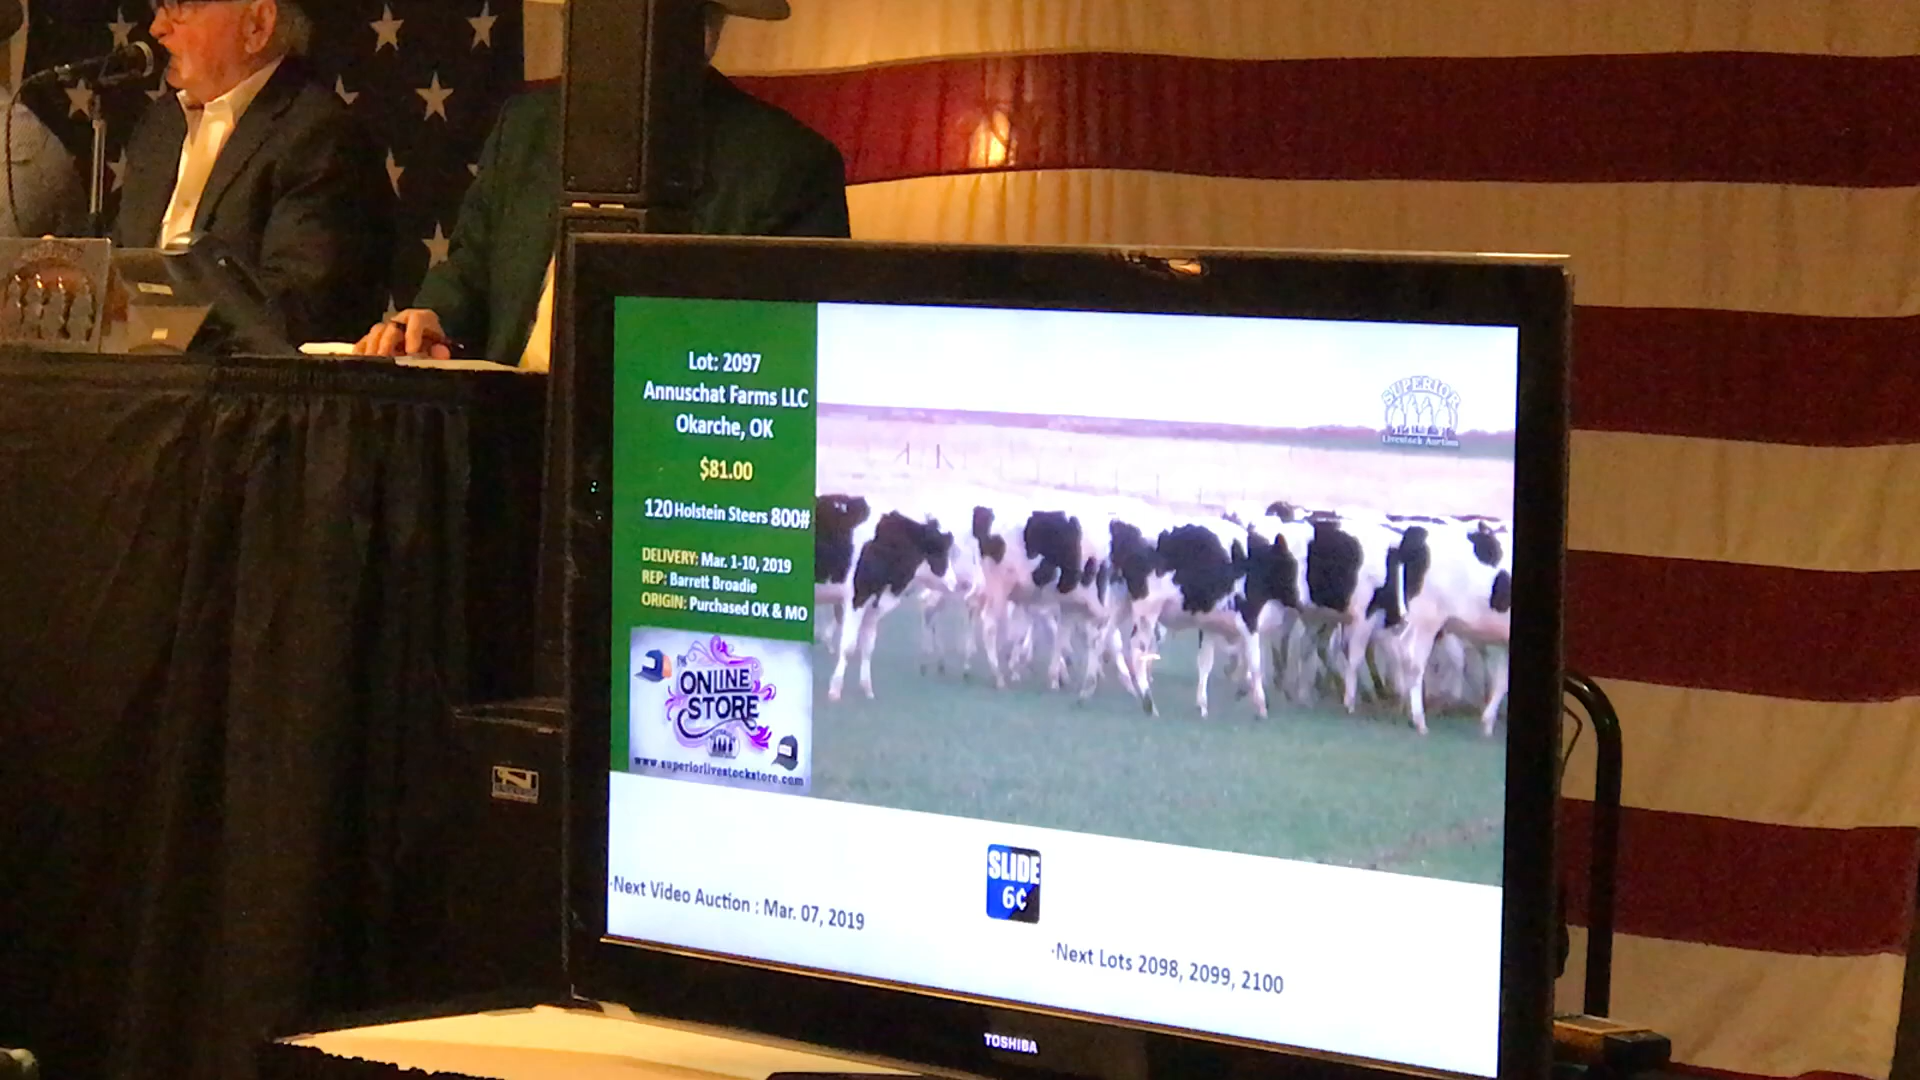 Lot: 2097
Annuschat Farms LLC
Okarche, OK
$81.00
120 Holstein Steers 800#
DELIVERY: Mar. 1-10, 2019
REP: Barrett Broadie
ORIGIN: Purchased OK & MO
THE
ONLINE
STORE
www.superiorlivestockstore.com
SUPERIOR
Livestock Auction
SLIDE
6¢
·Next Video Auction : Mar. 07, 2019
·Next Lots 2098, 2099, 2100
TOSHIBA